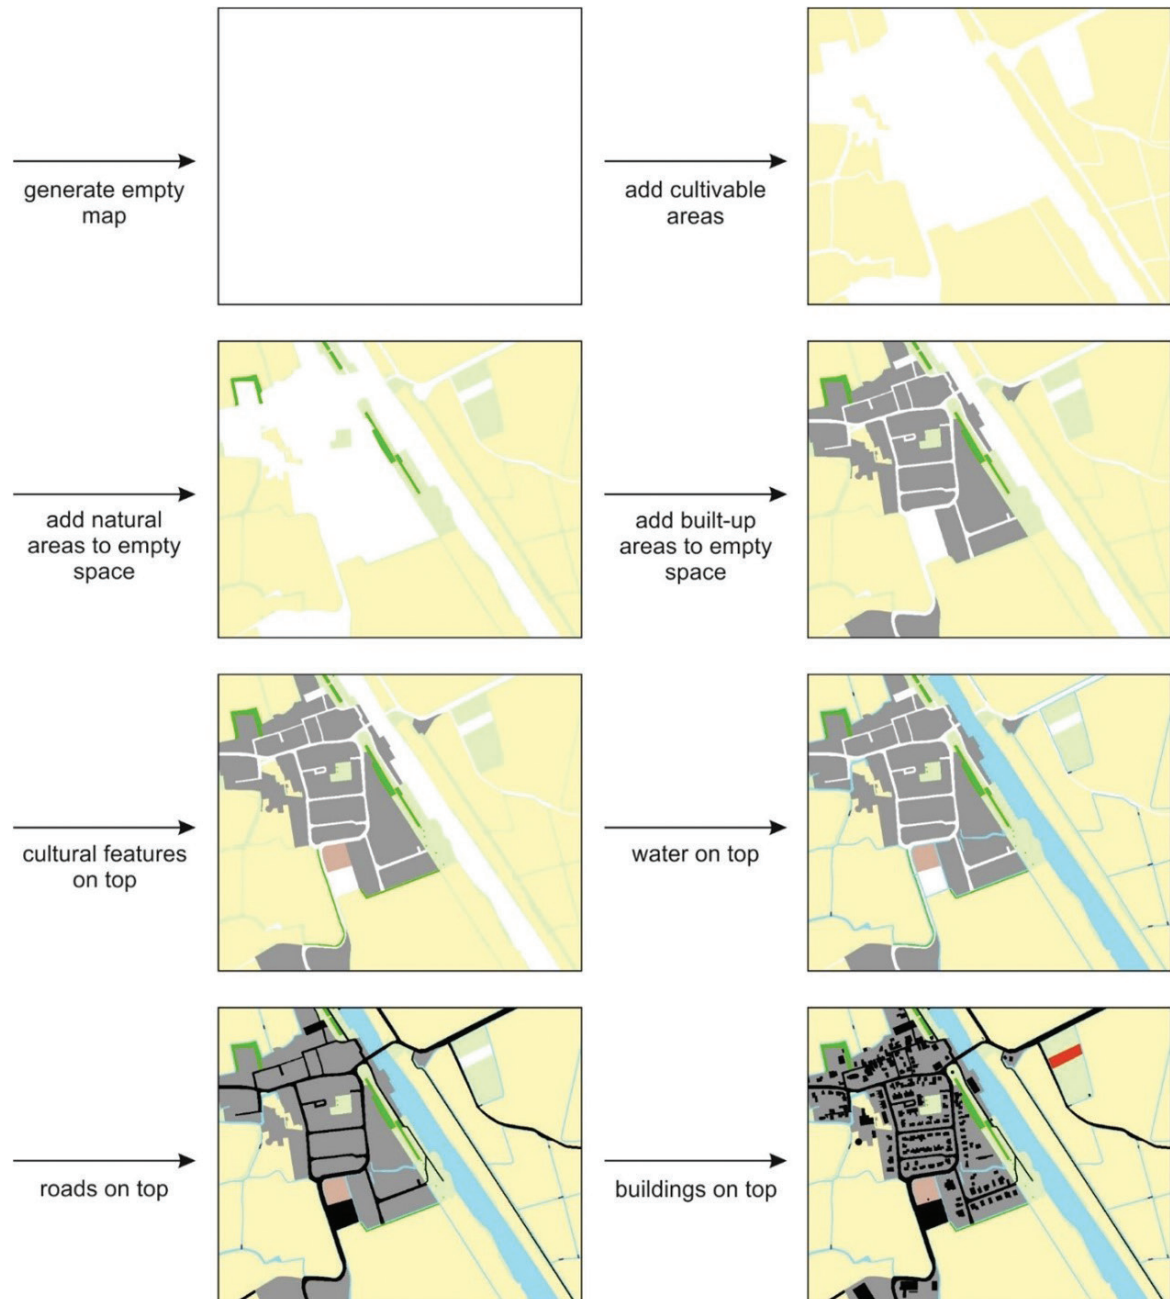 generate empty
map
add cultivable
areas
add natural
areas to empty
space
add built-up
areas to empty
space
cultural features
on top
water on top
roads on top
buildings on top